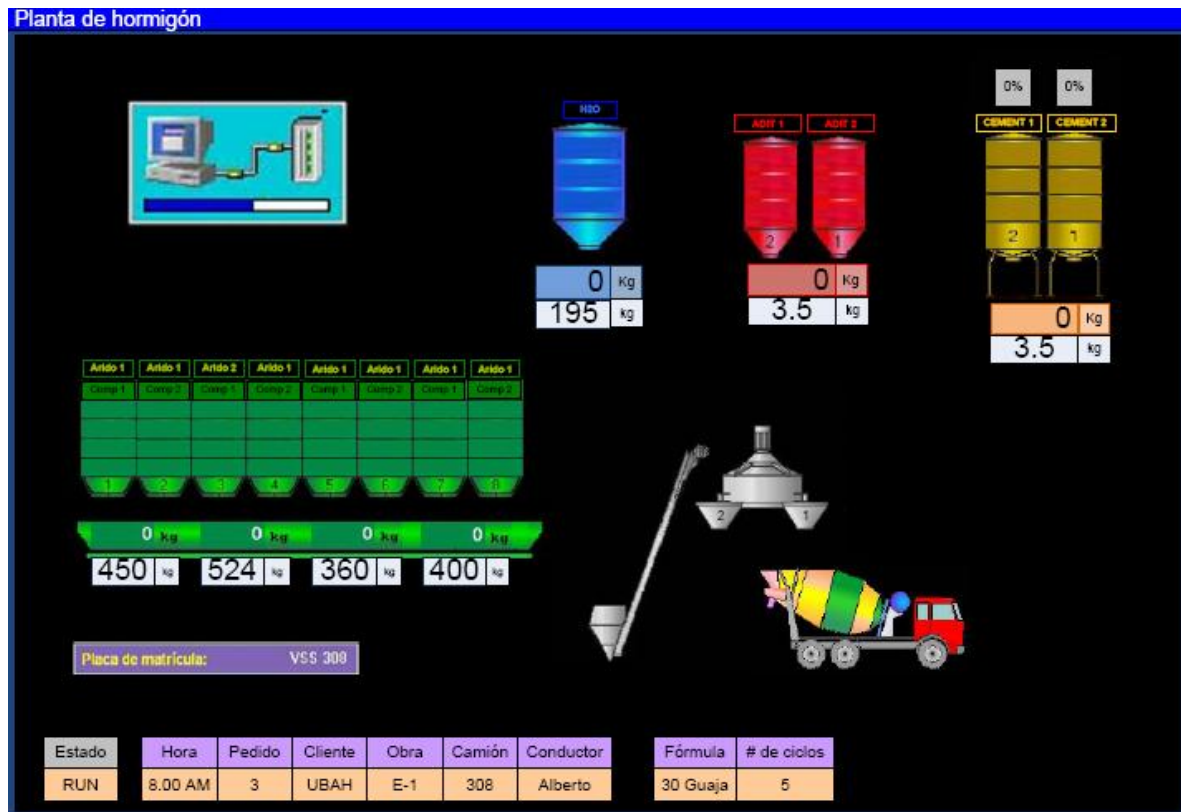 Planta de hormigón
0% 0%
H2O
ADIT 1 ADIT 2
CEMENT 1 CEMENT 2
2 1
2 1
0 Kg
195 kg
0 Kg
3.5 kg
0 Kg
3.5 kg
Arido 1 Arido 1 Arido 2 Arido 1 Arido 1 Arido 1 Arido 1 Arido 1
Comp 1 Comp 2 Comp 1 Comp 2 Comp 1 Comp 2 Comp 1 Comp 2
1 2 3 4 5 6 7 8
0 kg 0 kg 0 kg 0 kg
450 kg 524 kg 360 kg 400 kg
2 1
Placa de matrícula: VSS 308
Estado Hora Pedido Cliente Obra Camión Conductor Fórmula # de ciclos
RUN 8.00 AM 3 UBAH E-1 308 Alberto 30 Guaja 5